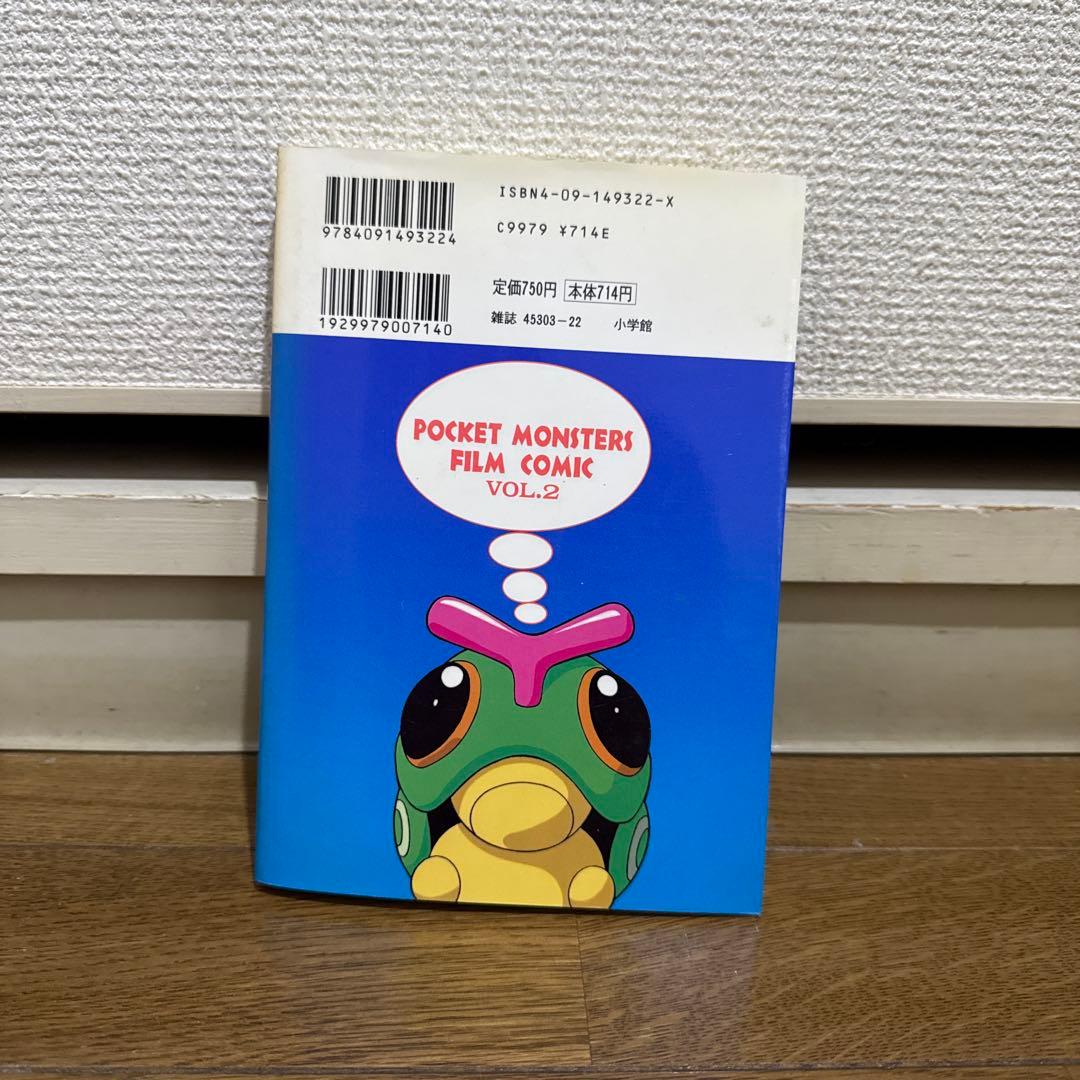 ISBN4-09-149322-X
9784091493224
C9979 ¥714E
定価750円 本体714円
1929979007140
雑誌 45303-22 小学館
POCKET MONSTERS
FILM COMIC
VOL.2